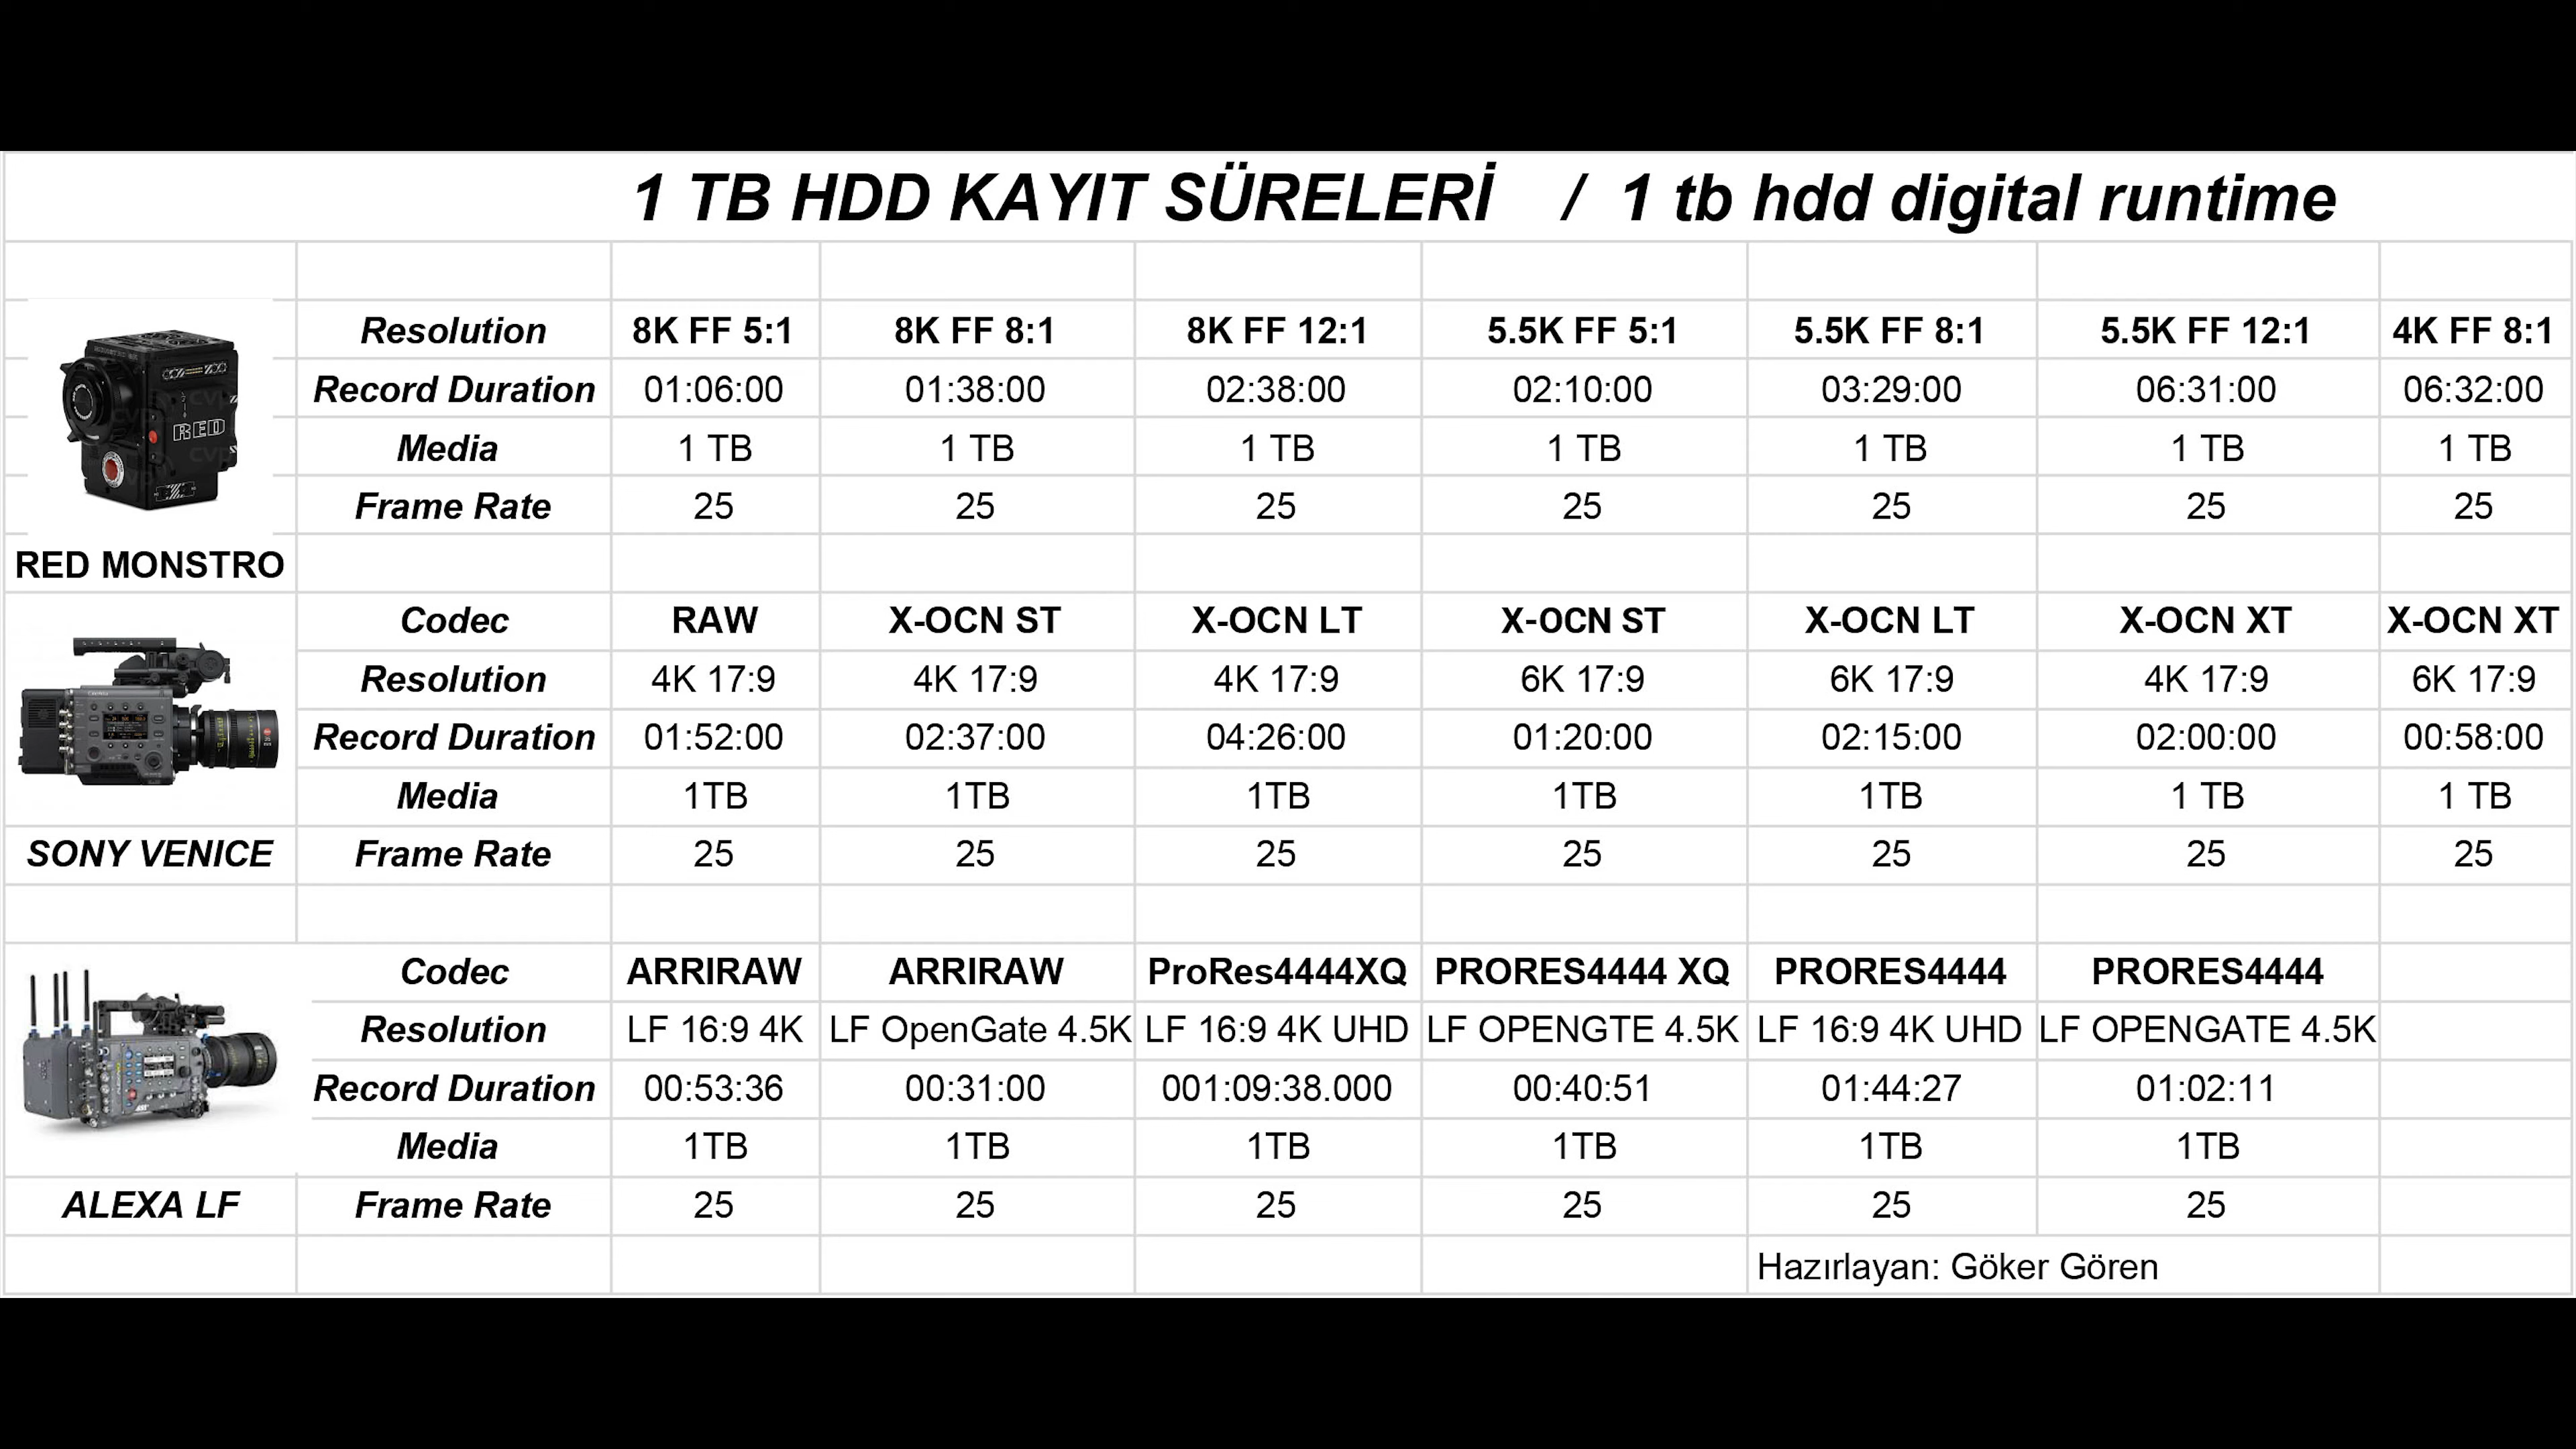 1 TB HDD KAYIT SÜRELERİ / 1 tb hdd digital runtime
Resolution 8K FF 5:1 8K FF 8:1 8K FF 12:1 5.5K FF 5:1 5.5K FF 8:1 5.5K FF 12:1 4K FF 8:1
Record Duration 01:06:00 01:38:00 02:38:00 02:10:00 03:29:00 06:31:00 06:32:00
Media 1 TB 1 TB 1 TB 1 TB 1 TB 1 TB 1 TB
Frame Rate 25 25 25 25 25 25 25
RED
RED MONSTRO
Codec RAW X-OCN ST X-OCN LT X-OCN ST X-OCN LT X-OCN XT X-OCN XT
Resolution 4K 17:9 4K 17:9 4K 17:9 6K 17:9 6K 17:9 4K 17:9 6K 17:9
Record Duration 01:52:00 02:37:00 04:26:00 01:20:00 02:15:00 02:00:00 00:58:00
Media 1TB 1TB 1TB 1TB 1TB 1 TB 1 TB
SONY VENICE Frame Rate 25 25 25 25 25 25 25
Codec ARRIRAW ARRIRAW ProRes4444XQ PRORES4444 XQ PRORES4444 PRORES4444
Resolution LF 16:9 4K LF OpenGate 4.5K LF 16:9 4K UHD LF OPENGTE 4.5K LF 16:9 4K UHD LF OPENGATE 4.5K
Record Duration 00:53:36 00:31:00 001:09:38.000 00:40:51 01:44:27 01:02:11
Media 1TB 1TB 1TB 1TB 1TB 1TB
ALEXA LF Frame Rate 25 25 25 25 25 25
Hazırlayan: Göker Gören